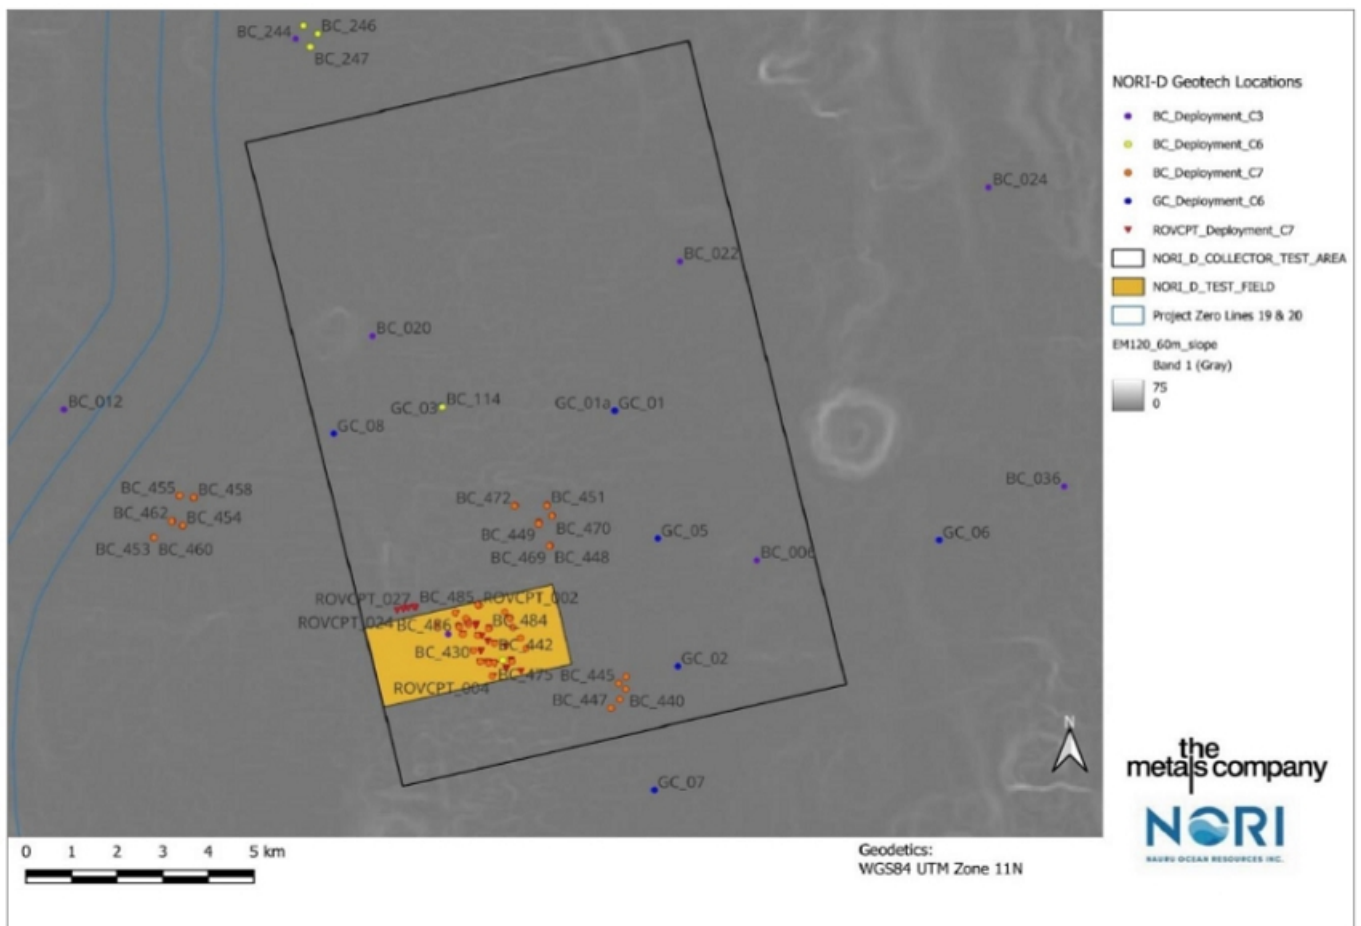 BC_244
BC_246
BC_247
BC_024
BC_022
BC_020
BC_012
BC_114
GC_03
GC_01a
GC_01
GC_08
BC_036
BC_455
BC_458
BC_472
BC_451
BC_462
BC_454
BC_449
BC_470
GC_05
GC_06
BC_453
BC_460
BC_469
BC_448
BC_006
ROVCPT_027
BC_485
ROVCPT_002
ROVCPT_024
BC_486
BC_484
BC_430
BC_442
GC_02
BC_475
BC_445
ROVCPT_004
BC_447
BC_440
GC_07
N
0 1 2 3 4 5 km
Geodetics:
WGS84 UTM Zone 11N
NORI-D Geotech Locations
BC_Deployment_C3
BC_Deployment_C6
BC_Deployment_C7
GC_Deployment_C6
ROVCPT_Deployment_C7
NORI_D_COLLECTOR_TEST_AREA
NORI_D_TEST_FIELD
Project Zero Lines 19 & 20
EM120_60m_slope
Band 1 (Gray)
75
0
the
metals company
NORI
NAURU OCEAN RESOURCES INC.